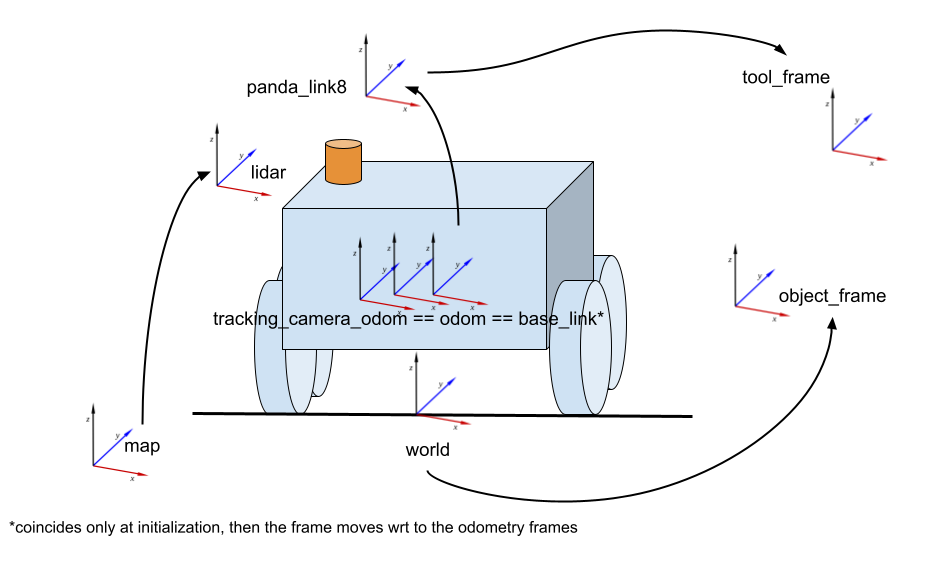 z
y
x
panda_link8
tool_frame
z
y
x
z
y
x
lidar
z
y
x
z
y
x
z
y
x
tracking_camera_odom == odom == base_link*
z
y
x
object_frame
z
y
x
world
z
y
x
map
*coincides only at initialization, then the frame moves wrt to the odometry frames